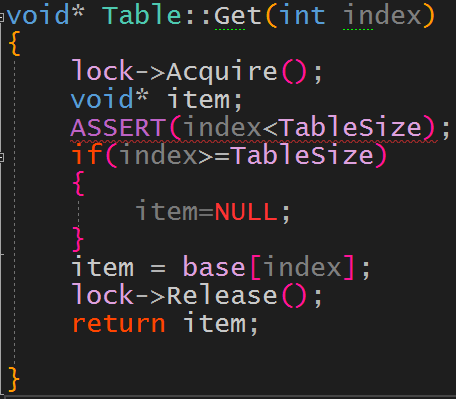 void* Table::Get(int index)
{
lock->Acquire();
void* item;
ASSERT(index<TableSize);
if(index>=TableSize)
{
item=NULL;
}
item = base[index];
lock->Release();
return item;
}